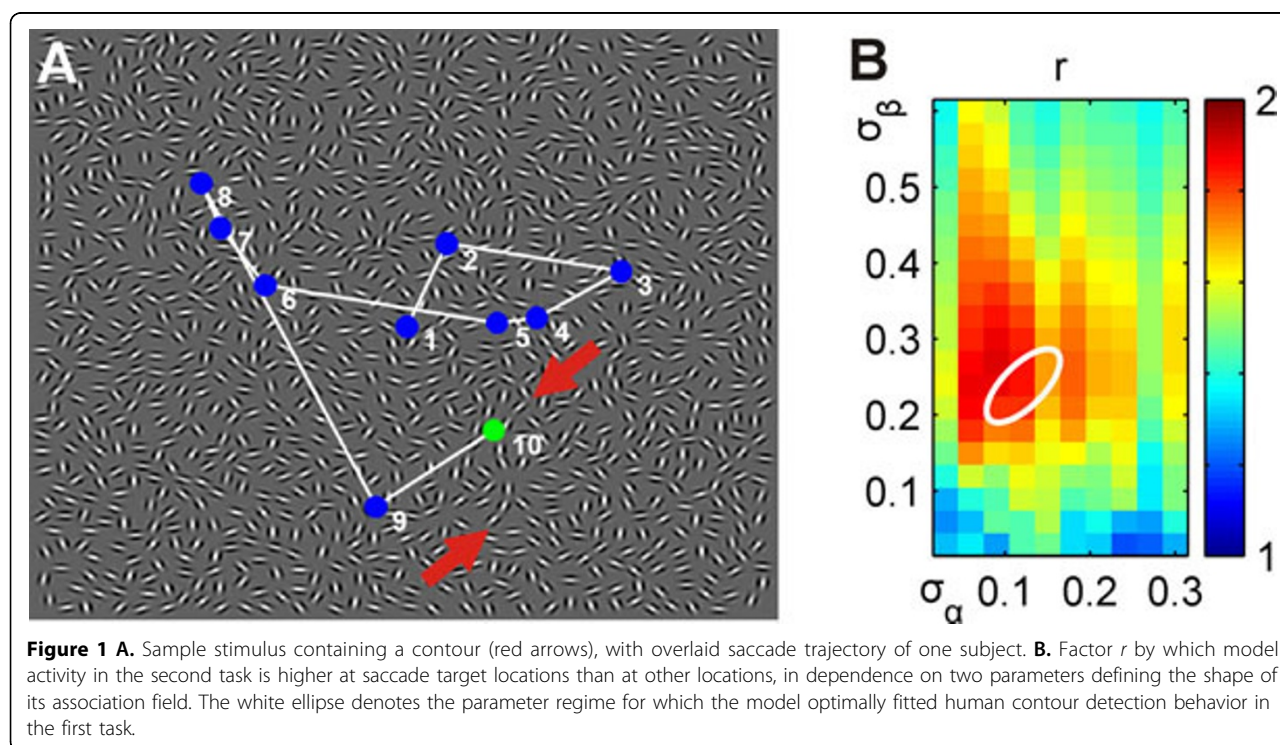 A
8
7
6
2
3
1
5
4
10
9
B
r
σβ
0.5
0.4
0.3
0.2
0.1
σα 0.1 0.2 0.3
2
1
Figure 1 A. Sample stimulus containing a contour (red arrows), with overlaid saccade trajectory of one subject. B. Factor r by which model
activity in the second task is higher at saccade target locations than at other locations, in dependence on two parameters defining the shape of
its association field. The white ellipse denotes the parameter regime for which the model optimally fitted human contour detection behavior in
the first task.